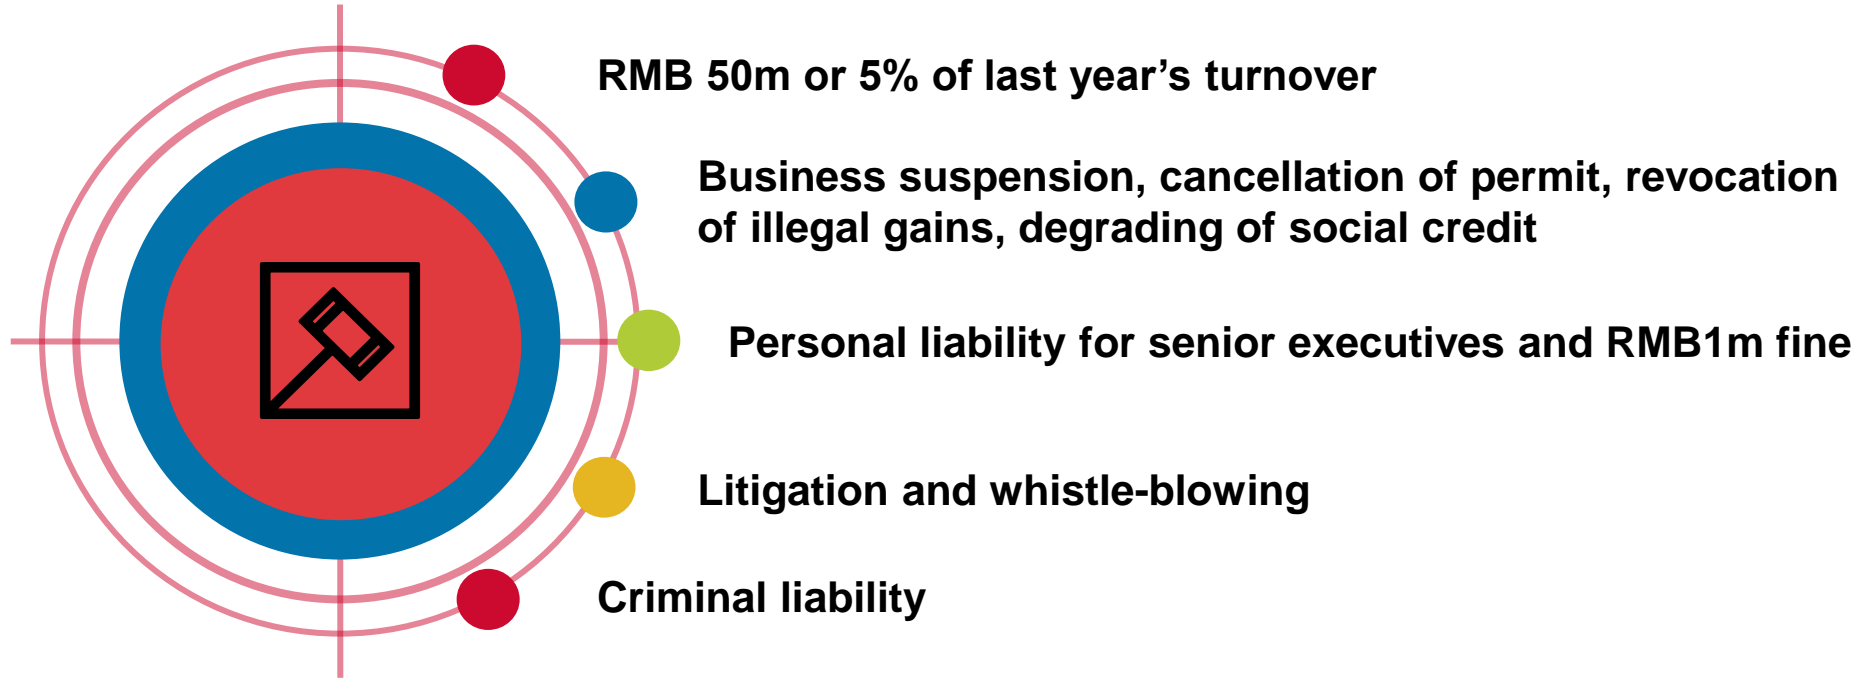 RMB 50m or 5% of last year’s turnover
Business suspension, cancellation of permit, revocation
of illegal gains, degrading of social credit
Personal liability for senior executives and RMB1m fine
Litigation and whistle-blowing
Criminal liability